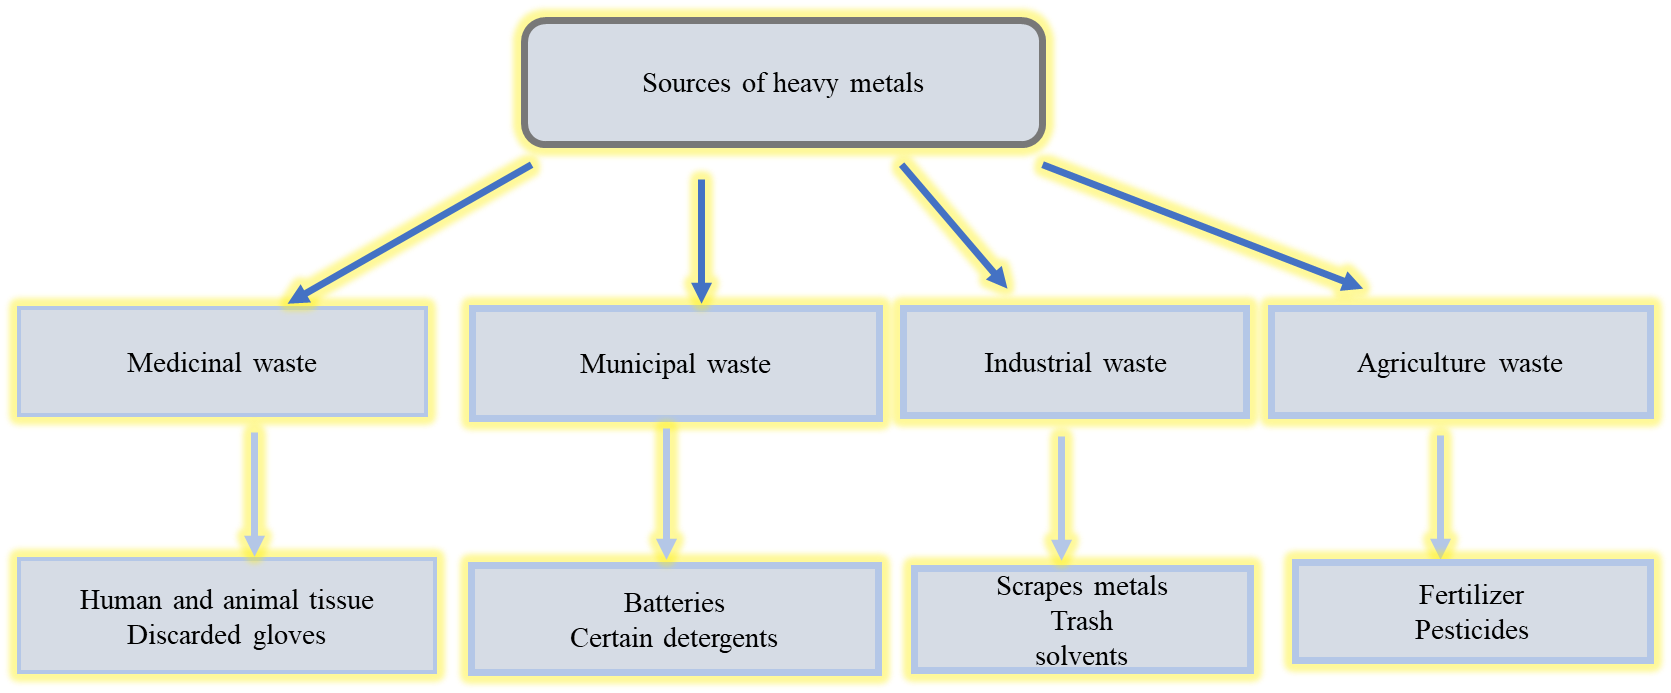 Sources of heavy metals
Medicinal waste
Municipal waste
Industrial waste
Agriculture waste
Human and animal tissue
Discarded gloves
Batteries
Certain detergents
Scrapes metals
Trash
solvents
Fertilizer
Pesticides